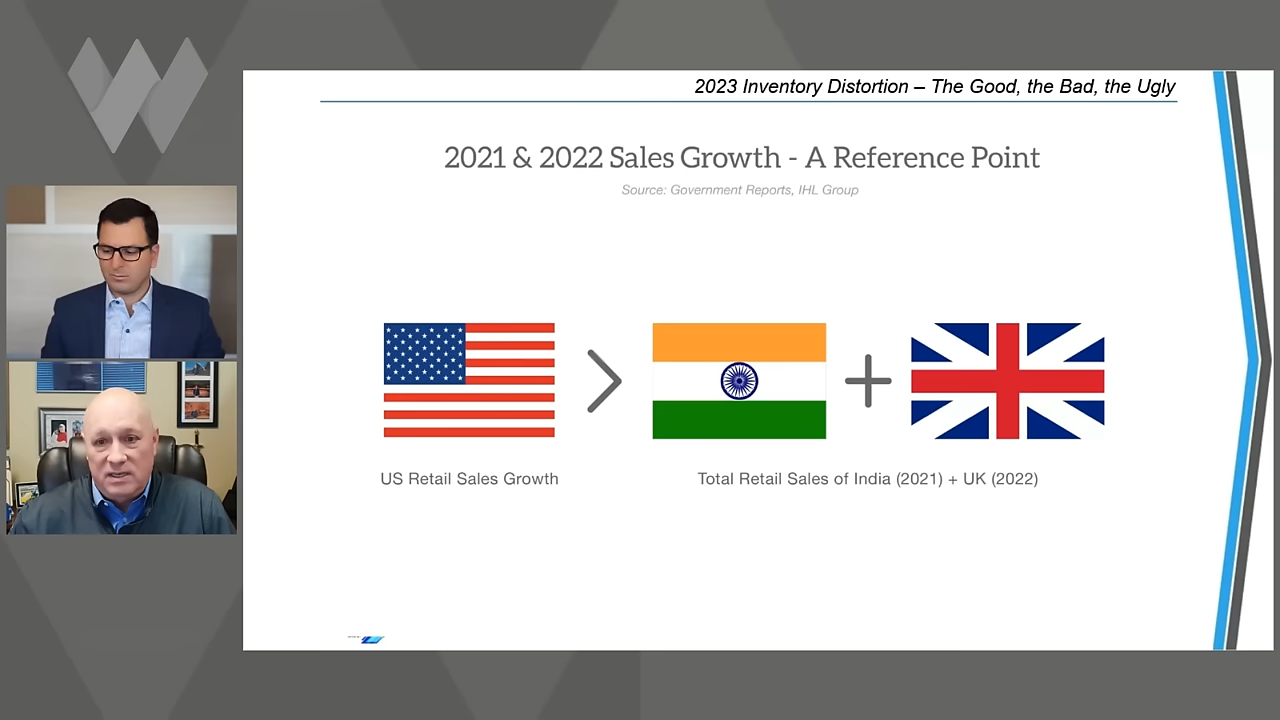 2023 Inventory Distortion – The Good, the Bad, the Ugly
2021 & 2022 Sales Growth - A Reference Point
Source: Government Reports, IHL Group
US Retail Sales Growth
Total Retail Sales of India (2021) + UK (2022)